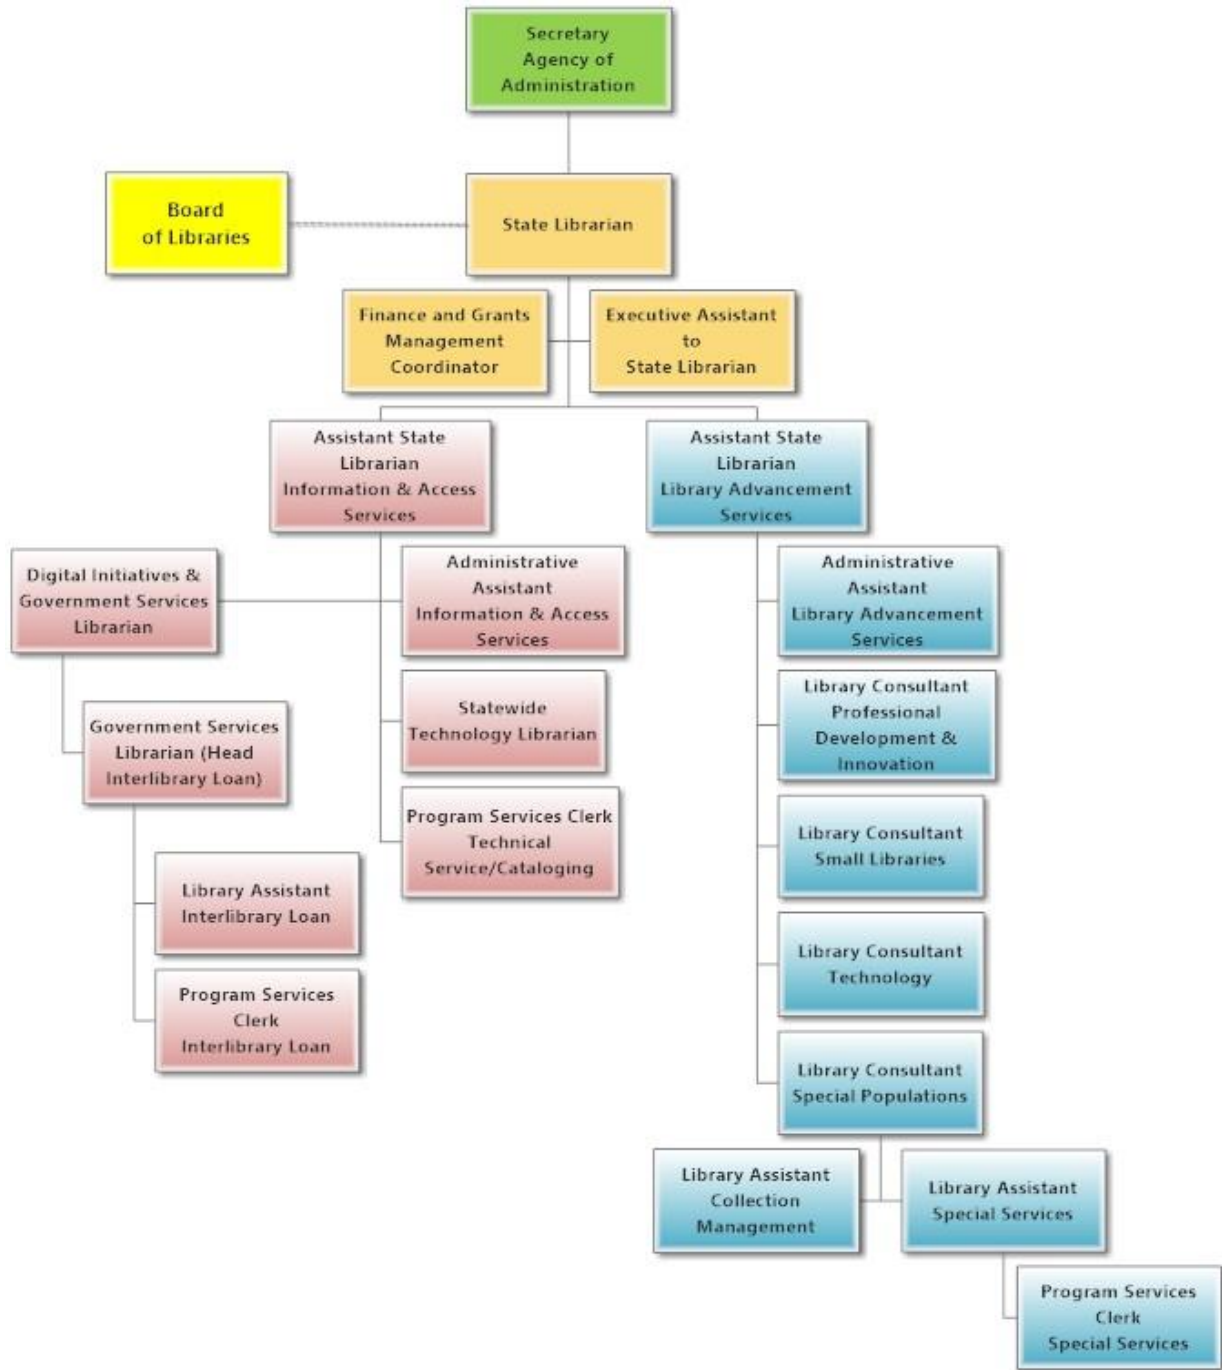 Secretary
Agency of
Administration
Board
of Libraries
State Librarian
Finance and Grants
Management
Coordinator
Executive Assistant
to
State Librarian
Assistant State
Librarian
Information & Access
Services
Assistant State
Librarian
Library Advancement
Services
Digital Initiatives &
Government Services
Librarian
Administrative
Assistant
Information & Access
Services
Administrative
Assistant
Library Advancement
Services
Government Services
Librarian (Head
Interlibrary Loan)
Statewide
Technology Librarian
Library Consultant
Professional
Development &
Innovation
Program Services Clerk
Technical
Service/Cataloging
Library Consultant
Small Libraries
Library Assistant
Interlibrary Loan
Library Consultant
Technology
Program Services
Clerk
Interlibrary Loan
Library Consultant
Special Populations
Library Assistant
Collection
Management
Library Assistant
Special Services
Program Services
Clerk
Special Services